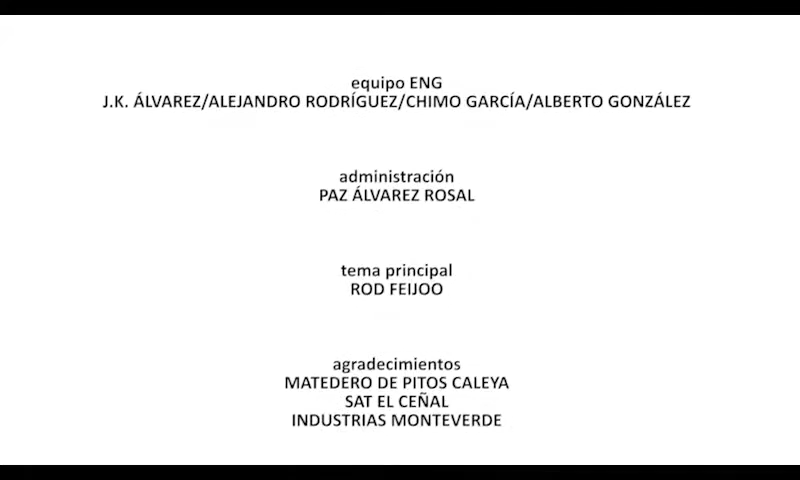 equipo ENG
J.K. ÁLVAREZ/ALEJANDRO RODRÍGUEZ/CHIMO GARCÍA/ALBERTO GONZÁLEZ
administración
PAZ ÁLVAREZ ROSAL
tema principal
ROD FEIJOO
agradecimientos
MATEDERO DE PITOS CALEYA
SAT EL CEÑAL
INDUSTRIAS MONTEVERDE